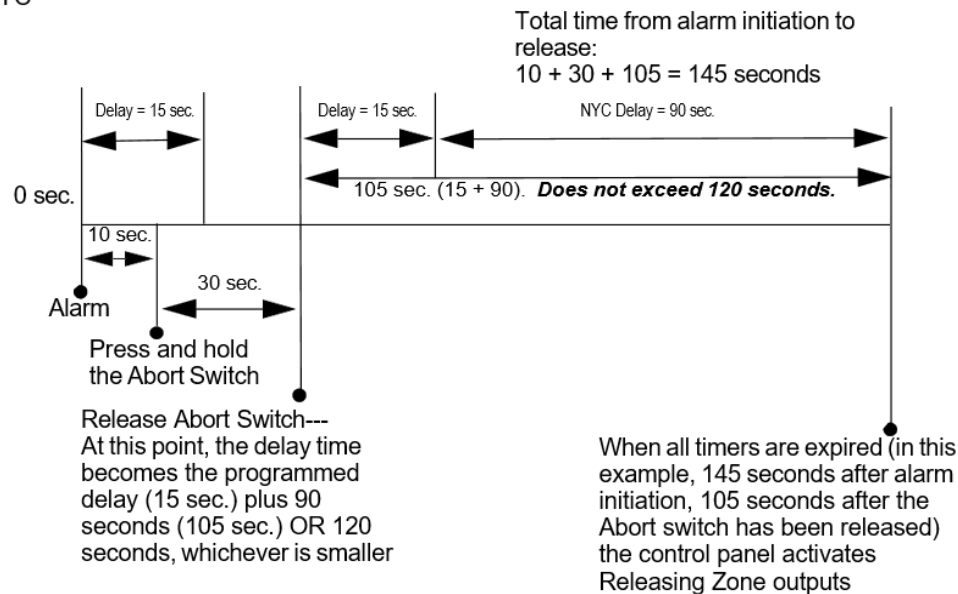 Total time from alarm initiation to
release:
10 + 30 + 105 = 145 seconds
Delay = 15 sec.
Delay = 15 sec.
NYC Delay = 90 sec.
105 sec. (15 + 90). Does not exceed 120 seconds.
0 sec.
10 sec.
30 sec.
Alarm
Press and hold
the Abort Switch
Release Abort Switch---
At this point, the delay time
becomes the programmed
delay (15 sec.) plus 90
seconds (105 sec.) OR 120
seconds, whichever is smaller
When all timers are expired (in this
example, 145 seconds after alarm
initiation, 105 seconds after the
Abort switch has been released)
the control panel activates
Releasing Zone outputs